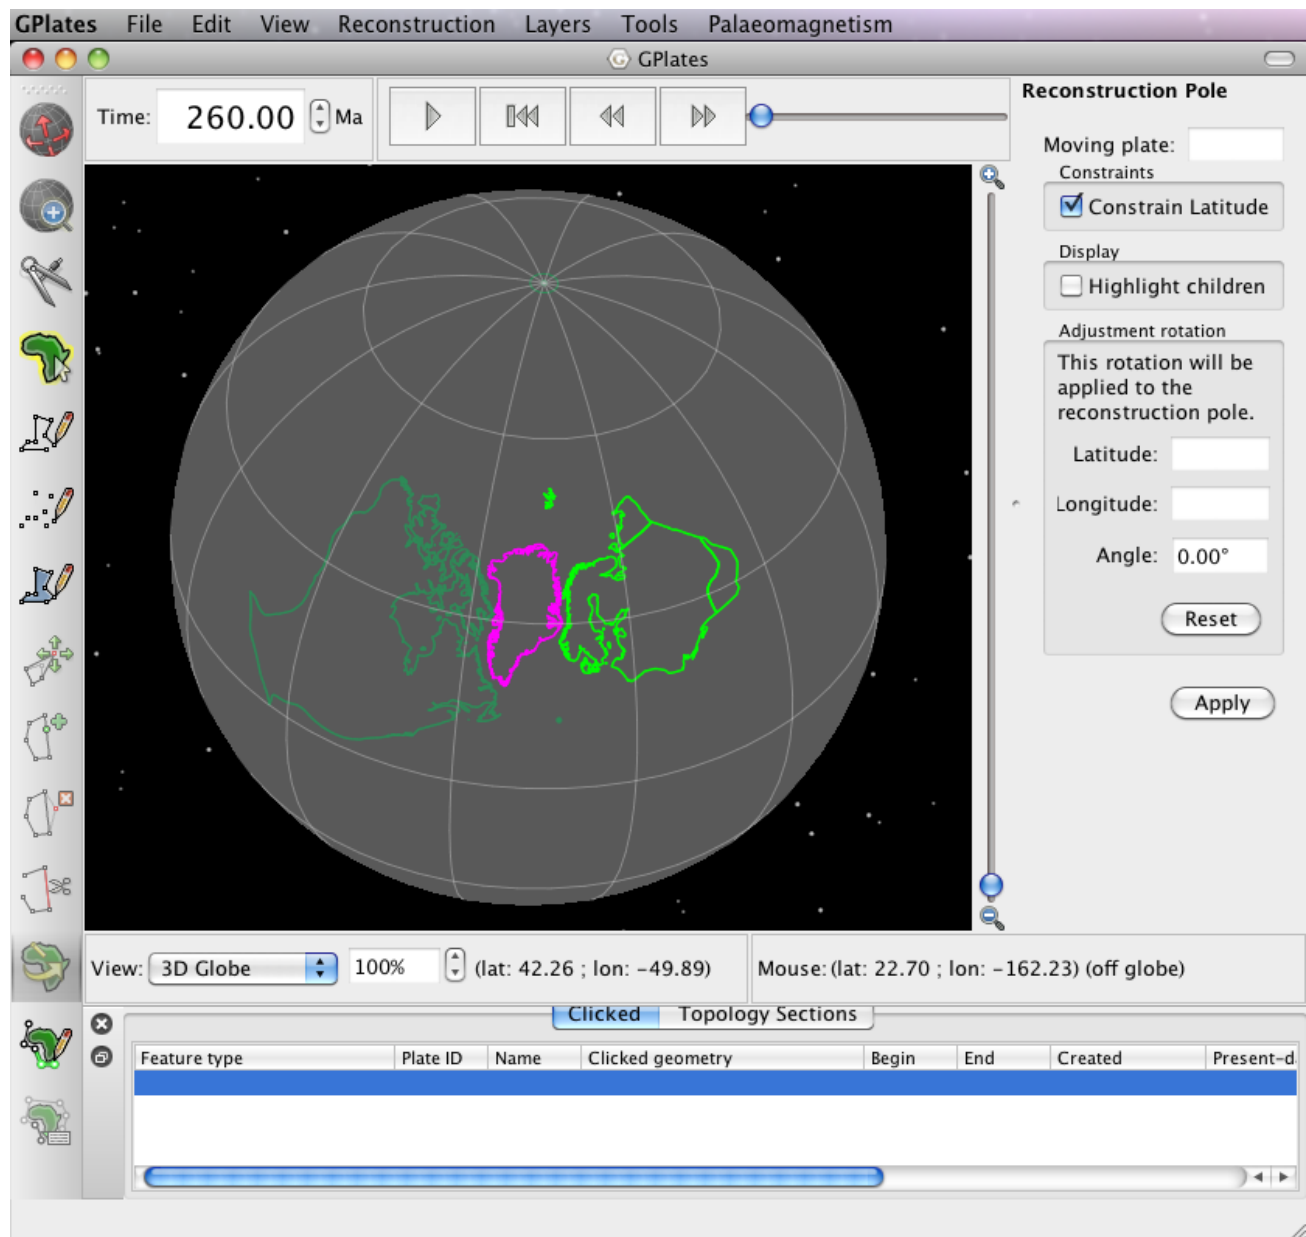 GPlates File Edit View Reconstruction Layers Tools Palaeomagnetism
GPlates
Time: 260.00 Ma
Reconstruction Pole
Moving plate:
Constraints
Constrain Latitude
Display
Highlight children
Adjustment rotation
This rotation will be
applied to the
reconstruction pole.
Latitude:
Longitude:
Angle: 0.00°
Reset
Apply
View: 3D Globe 100% (lat: 42.26 ; lon: -49.89) Mouse: (lat: 22.70 ; lon: -162.23) (off globe)
Clicked Topology Sections
Feature type Plate ID Name Clicked geometry Begin End Created Present-d